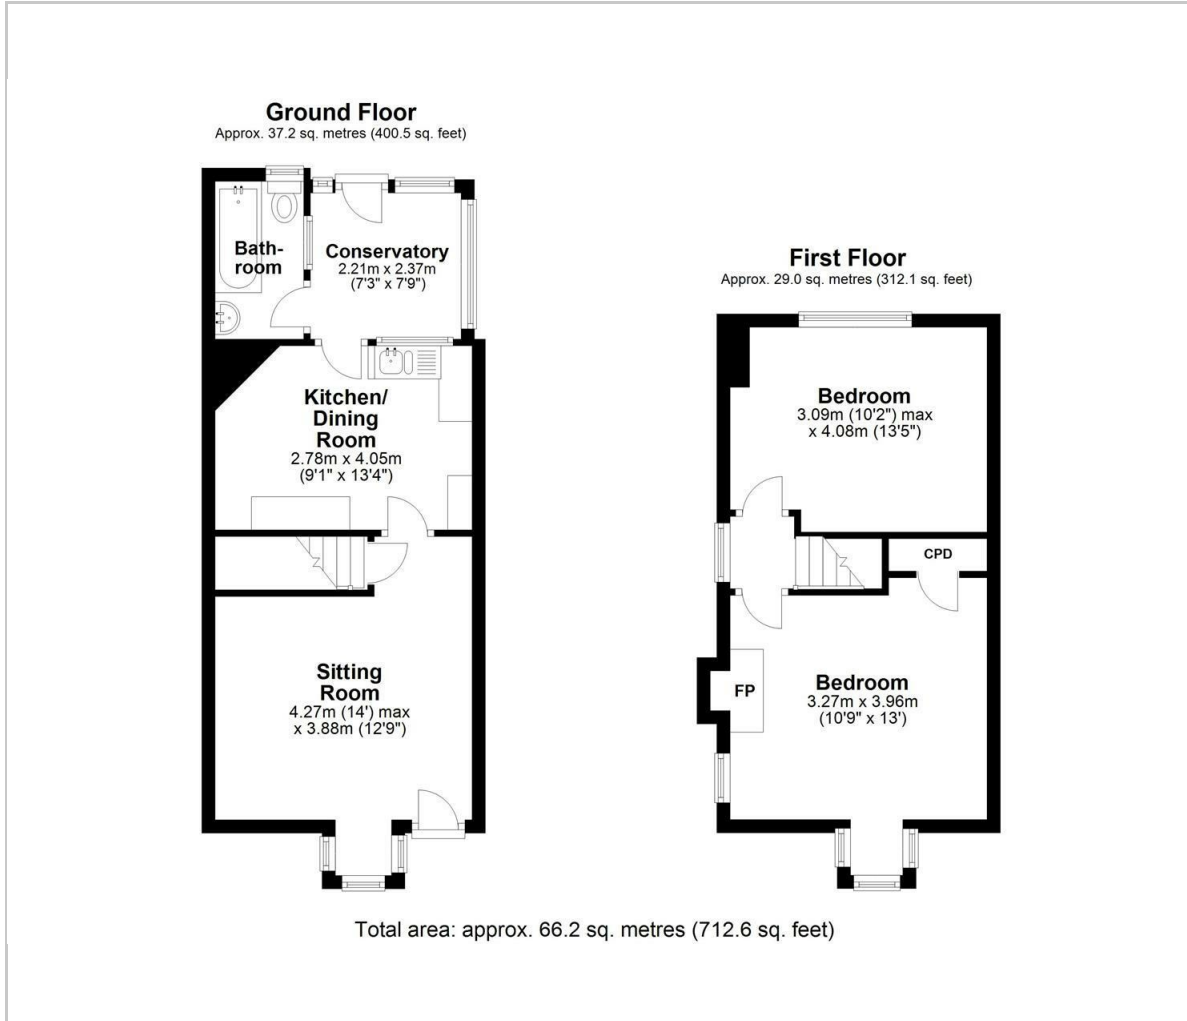 Ground Floor
Approx. 37.2 sq. metres (400.5 sq. feet)
Bath-
room
Conservatory
2.21m x 2.37m
(7'3" x 7'9")
Kitchen/
Dining
Room
2.78m x 4.05m
(9'1" x 13'4")
Sitting
Room
4.27m (14') max
x 3.88m (12'9")
First Floor
Approx. 29.0 sq. metres (312.1 sq. feet)
Bedroom
3.09m (10'2") max
x 4.08m (13'5")
CPD
FP
Bedroom
3.27m x 3.96m
(10'9" x 13')
Total area: approx. 66.2 sq. metres (712.6 sq. feet)